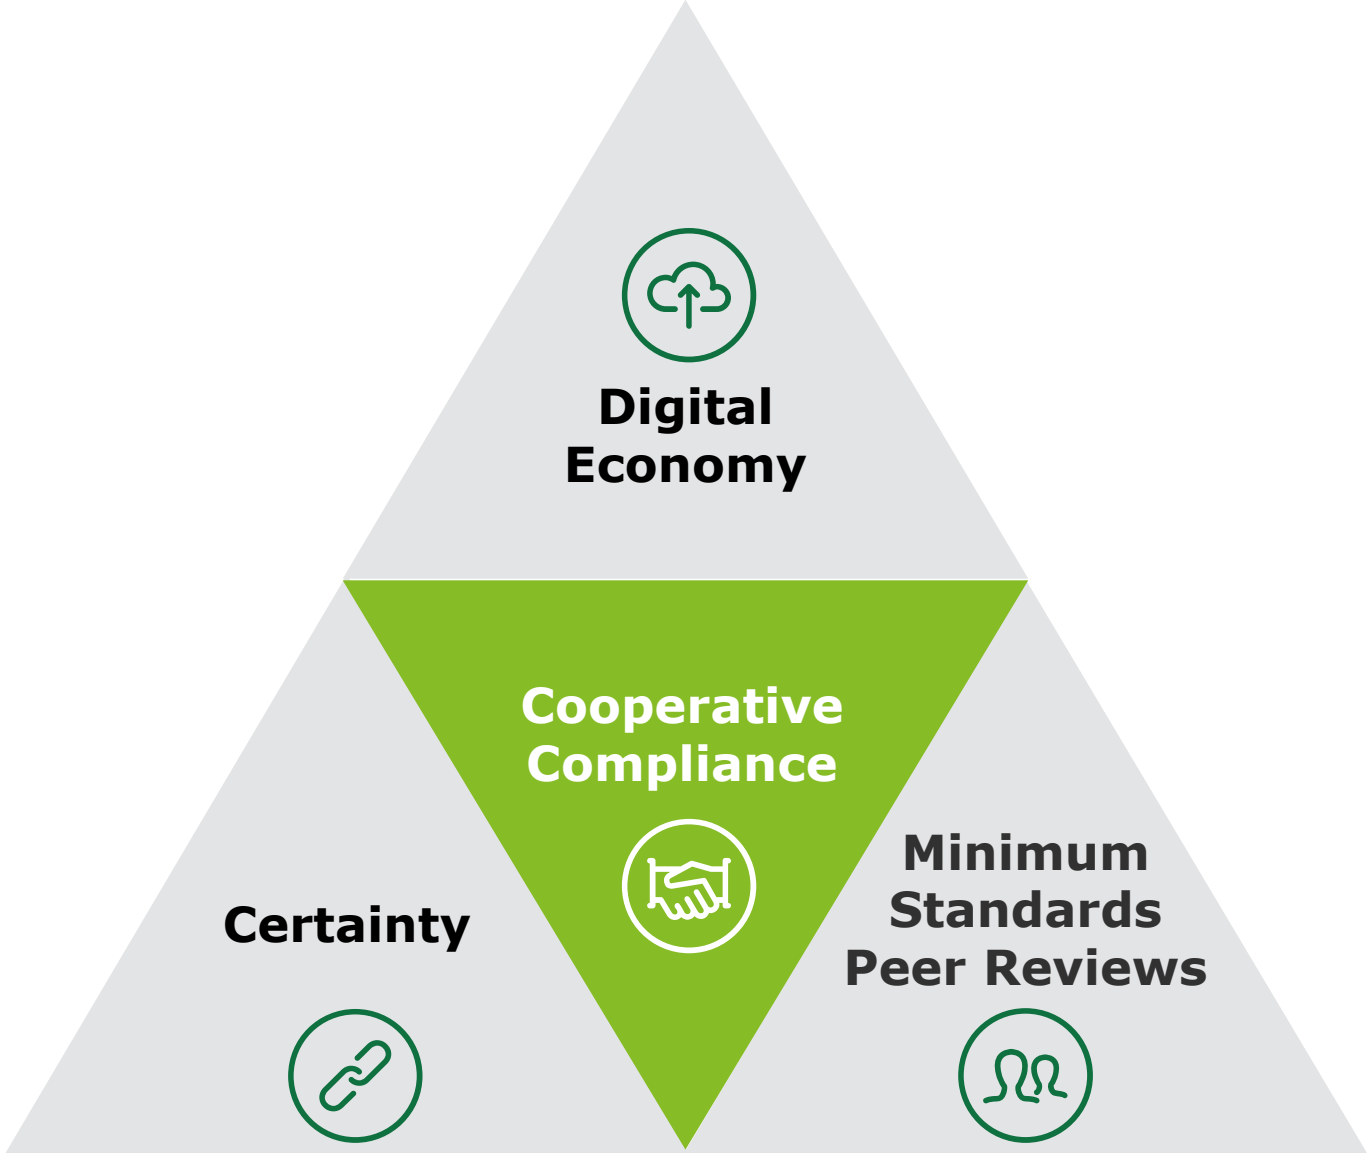 Digital
Economy
Cooperative
Compliance
Certainty
Minimum
Standards
Peer Reviews